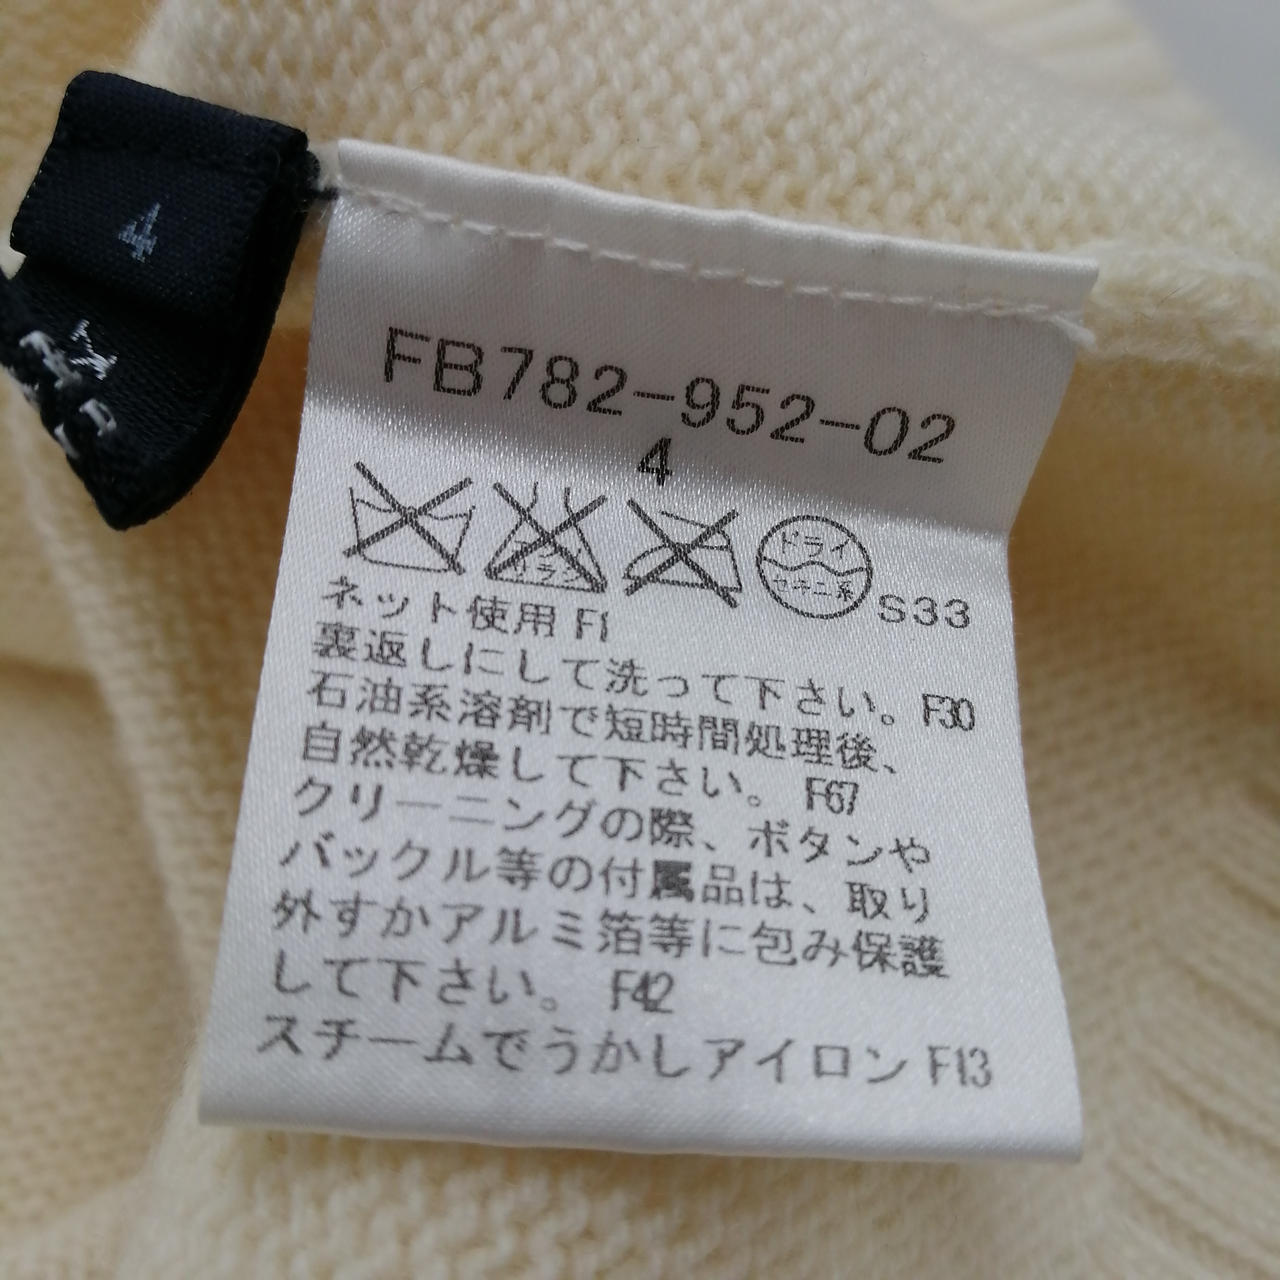 4
FB782-952-02
4
ドライ
セキユ系
S33
ネット使用 F1
裏返しにして洗って下さい。F30
石油系溶剤で短時間処理後、
自然乾燥して下さい。 F67
クリーニングの際、ボタンや
バックル等の付属品は、取り
外すかアルミ箔等に包み保護
して下さい。 F42
スチームでうかしアイロン F13